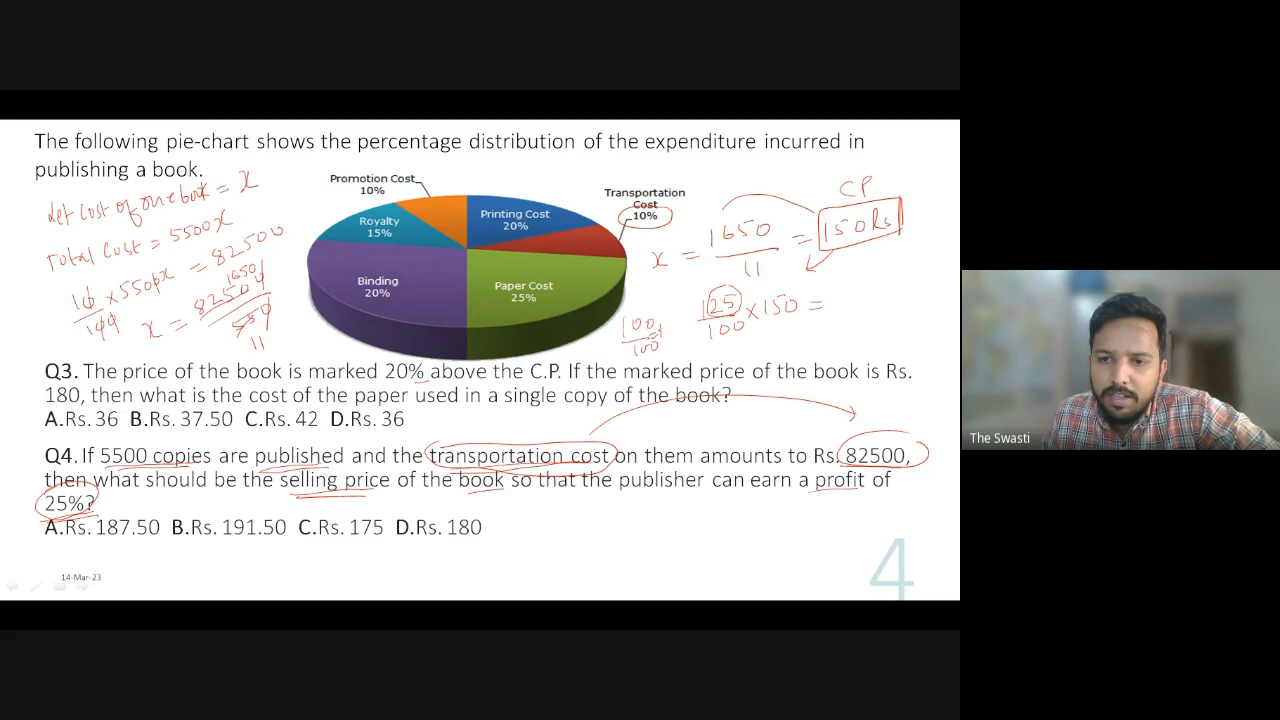 The following pie-chart shows the percentage distribution of the expenditure incurred in
publishing a book.
Let cost of one book = x
Total cost = 5500x
10/100 × 5500x = 82500
x = 82500/550
1650
11
Promotion Cost
10%
Royalty
15%
Printing Cost
20%
Transportation
Cost
10%
Binding
20%
Paper Cost
25%
CP
x = 1650/11 = 150Rs
100/100
125/100 × 150 =
Q3. The price of the book is marked 20% above the C.P. If the marked price of the book is Rs.
180, then what is the cost of the paper used in a single copy of the book?
A.Rs. 36 B.Rs. 37.50 C.Rs. 42 D.Rs. 36
Q4. If 5500 copies are published and the transportation cost on them amounts to Rs. 82500,
then what should be the selling price of the book so that the publisher can earn a profit of
25%?
A.Rs. 187.50 B.Rs. 191.50 C.Rs. 175 D.Rs. 180
14-Mar-23
4
The Swasti